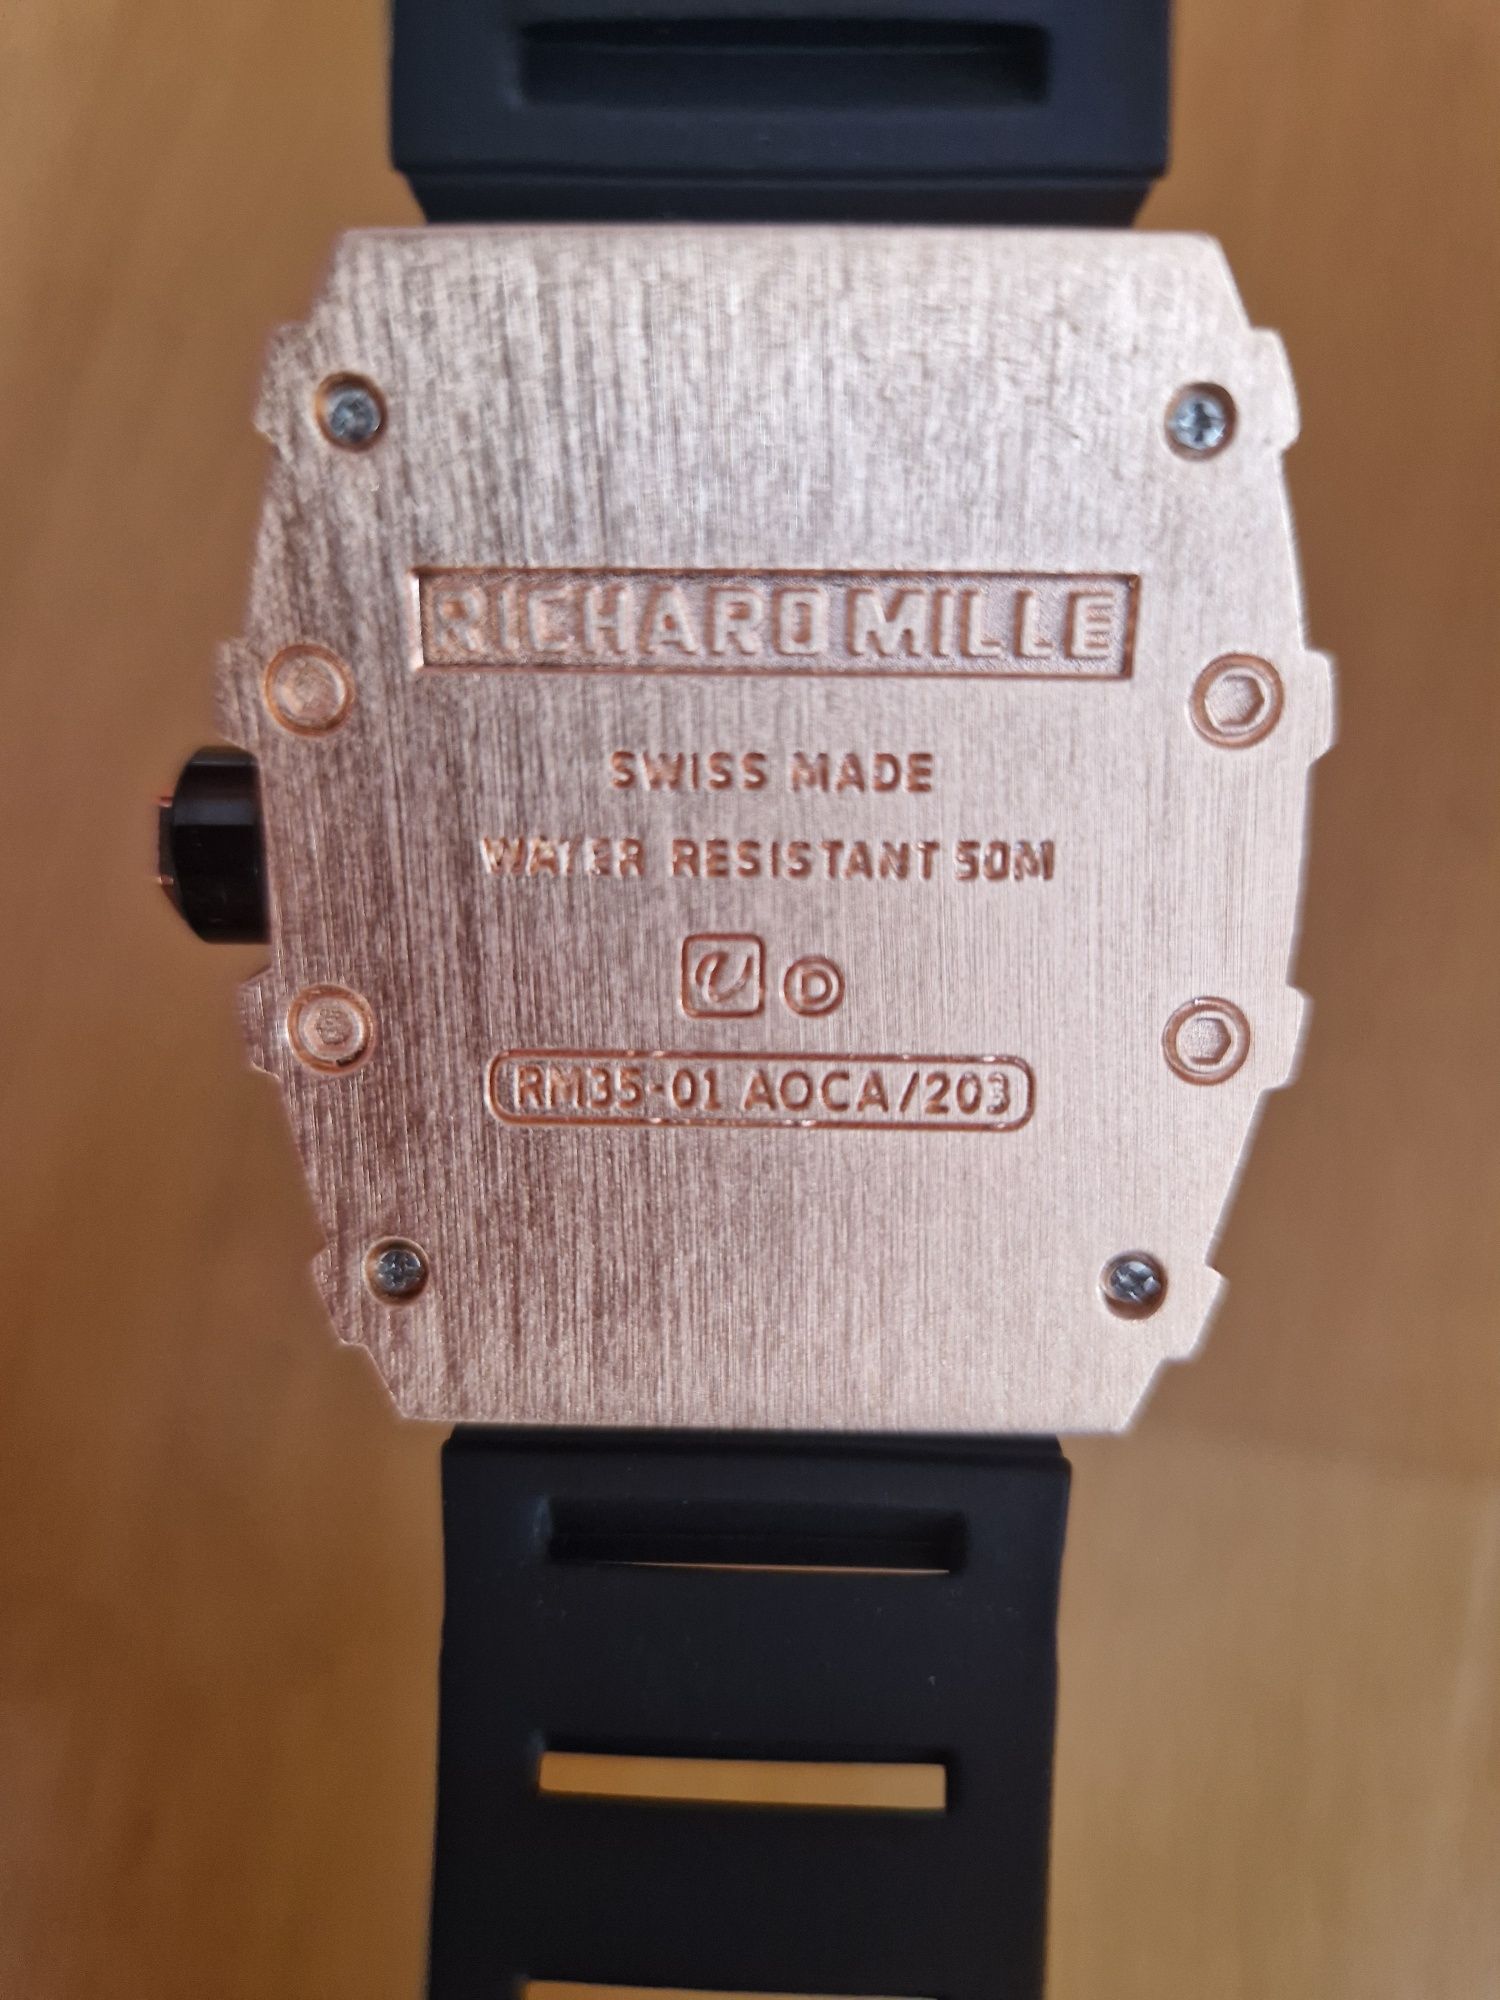 RICHARD MILLE
SWISS MADE
WATER RESISTANT 50M
D
RM35-01 AOCA/203